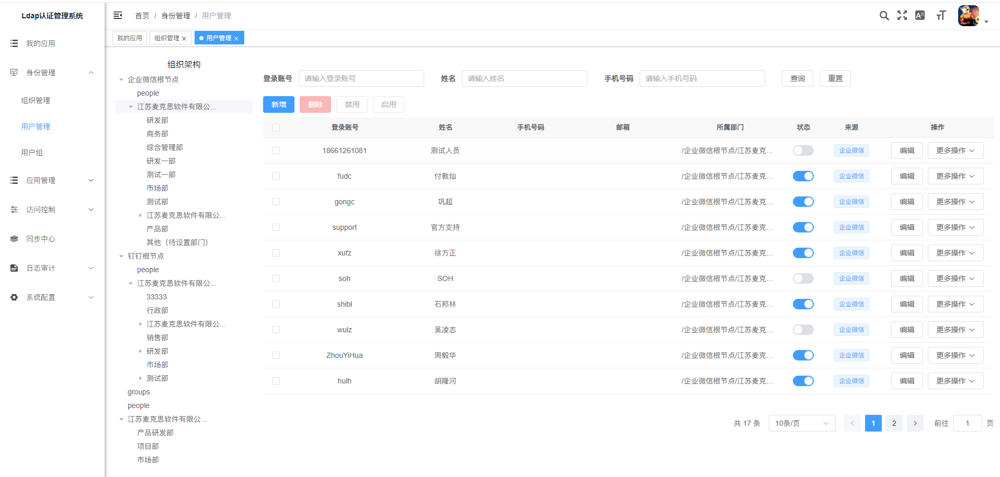 Ldap认证管理系统
首页 / 身份管理 / 用户管理
我的应用 组织管理 × 用户管理 ×
我的应用
身份管理
组织管理
用户管理
用户组
应用管理
访问控制
同步中心
日志审计
系统配置
组织架构
企业微信根节点
people
江苏麦克思软件有限公...
研发部
商务部
综合管理部
研发一部
测试一部
市场部
测试部
江苏麦克思软件有限公...
产品部
其他（待设置部门）
钉钉根节点
people
江苏麦克思软件有限公...
33333
行政部
江苏麦克思软件有限公...
销售部
研发部
市场部
测试部
groups
people
江苏麦克思软件有限公...
产品研发部
项目部
市场部
登录账号 请输入登录账号 姓名 请输入姓名 手机号码 请输入手机号码 查询 重置
新增 删除 禁用 启用
登录账号 姓名 手机号码 邮箱 所属部门 状态 来源 操作
18661261081 测试人员 /企业微信根节点/江苏麦克... 企业微信 编辑 更多操作
fudc 付敦灿 /企业微信根节点/江苏麦克... 企业微信 编辑 更多操作
gongc 巩超 /企业微信根节点/江苏麦克... 企业微信 编辑 更多操作
support 官方支持 /企业微信根节点/江苏麦克... 企业微信 编辑 更多操作
xufz 徐方正 /企业微信根节点/江苏麦克... 企业微信 编辑 更多操作
soh SOH /企业微信根节点/江苏麦克... 企业微信 编辑 更多操作
shibl 石邦林 /企业微信根节点/江苏麦克... 企业微信 编辑 更多操作
wulz 吴凌志 /企业微信根节点/江苏麦克... 企业微信 编辑 更多操作
ZhouYiHua 周毅华 /企业微信根节点/江苏麦克... 企业微信 编辑 更多操作
hulh 胡隆河 /企业微信根节点/江苏麦克... 企业微信 编辑 更多操作
共 17 条 10条/页 1 2 前往 1 页